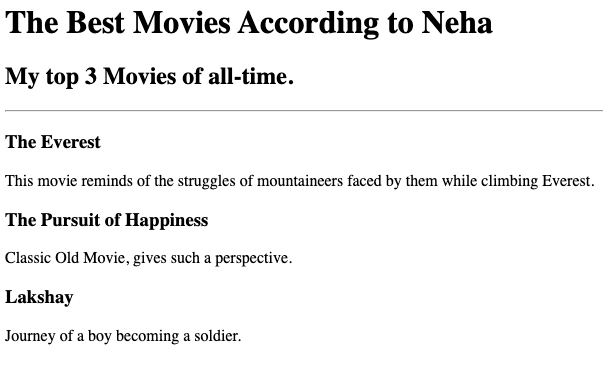 The Best Movies According to Neha
My top 3 Movies of all-time.
The Everest
This movie reminds of the struggles of mountaineers faced by them while climbing Everest.
The Pursuit of Happiness
Classic Old Movie, gives such a perspective.
Lakshay
Journey of a boy becoming a soldier.